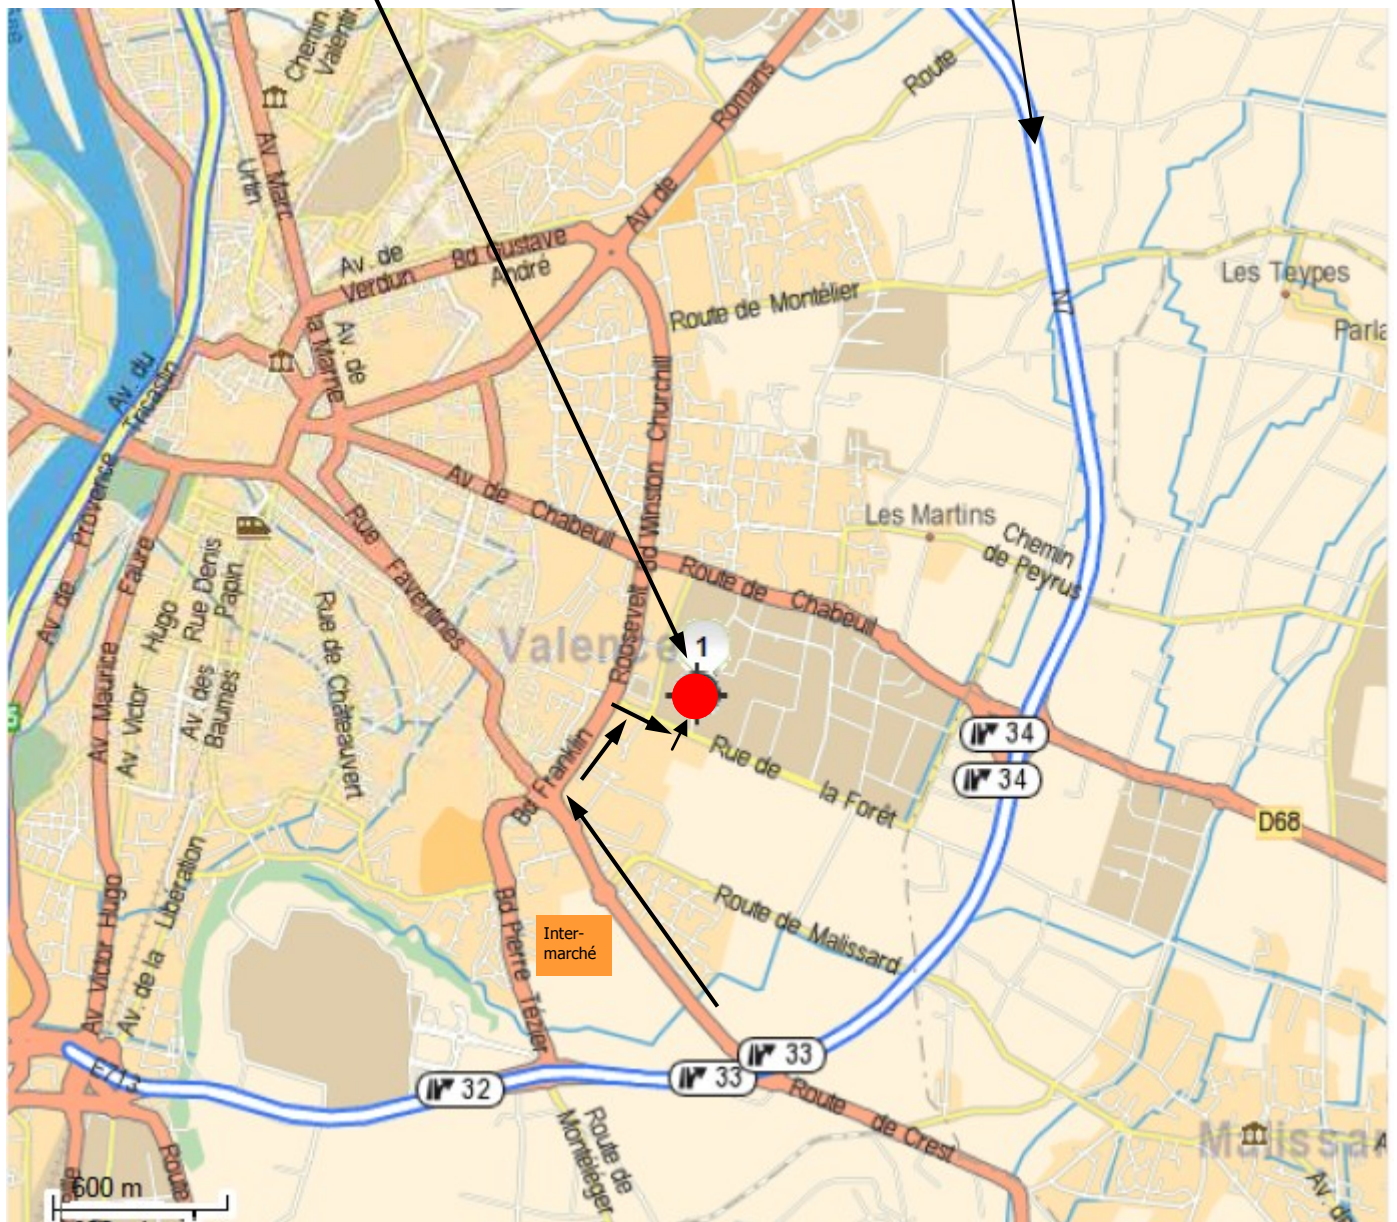 Chemin
Valentin
Route
Av. de
Romans
Av. Marc
Urtin
Av. de
Verdun
Bd Gustave
André
Les Teypes
N7
Route de Montélier
Parla
la Marne
Av. de
Av. du
Tricastin
Bd Winston Churchill
Av. de Chabeuil
Les Martins
Chemin
de Peyrus
Provence
Av. de
Rue
Faventines
Faure
Av. Maurice
Rue Denis
Papin
Hugo
Av. Victor
Av. des
Baumes
Rue de Châteauvert
Route de Chabeuil
Valence
Roosevelt
1
34
34
Bd Franklin
Rue de la Forêt
D68
Av. de la Libération
Av. Victor Hugo
Inter-
marché
Route de Malissard
Bd Pierre Tézier
33
33
32
E713
Route de Crest
Route de
Montéleger
Route
Malissar
Av. de
600 m